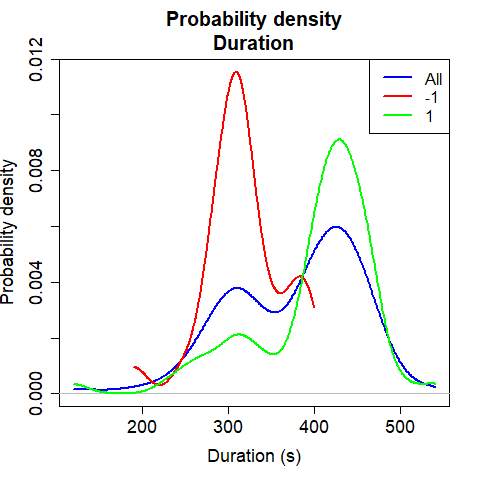 Probability density
Duration
Probability density
0.000
0.004
0.008
0.012
All
-1
1
200
300
400
500
Duration (s)